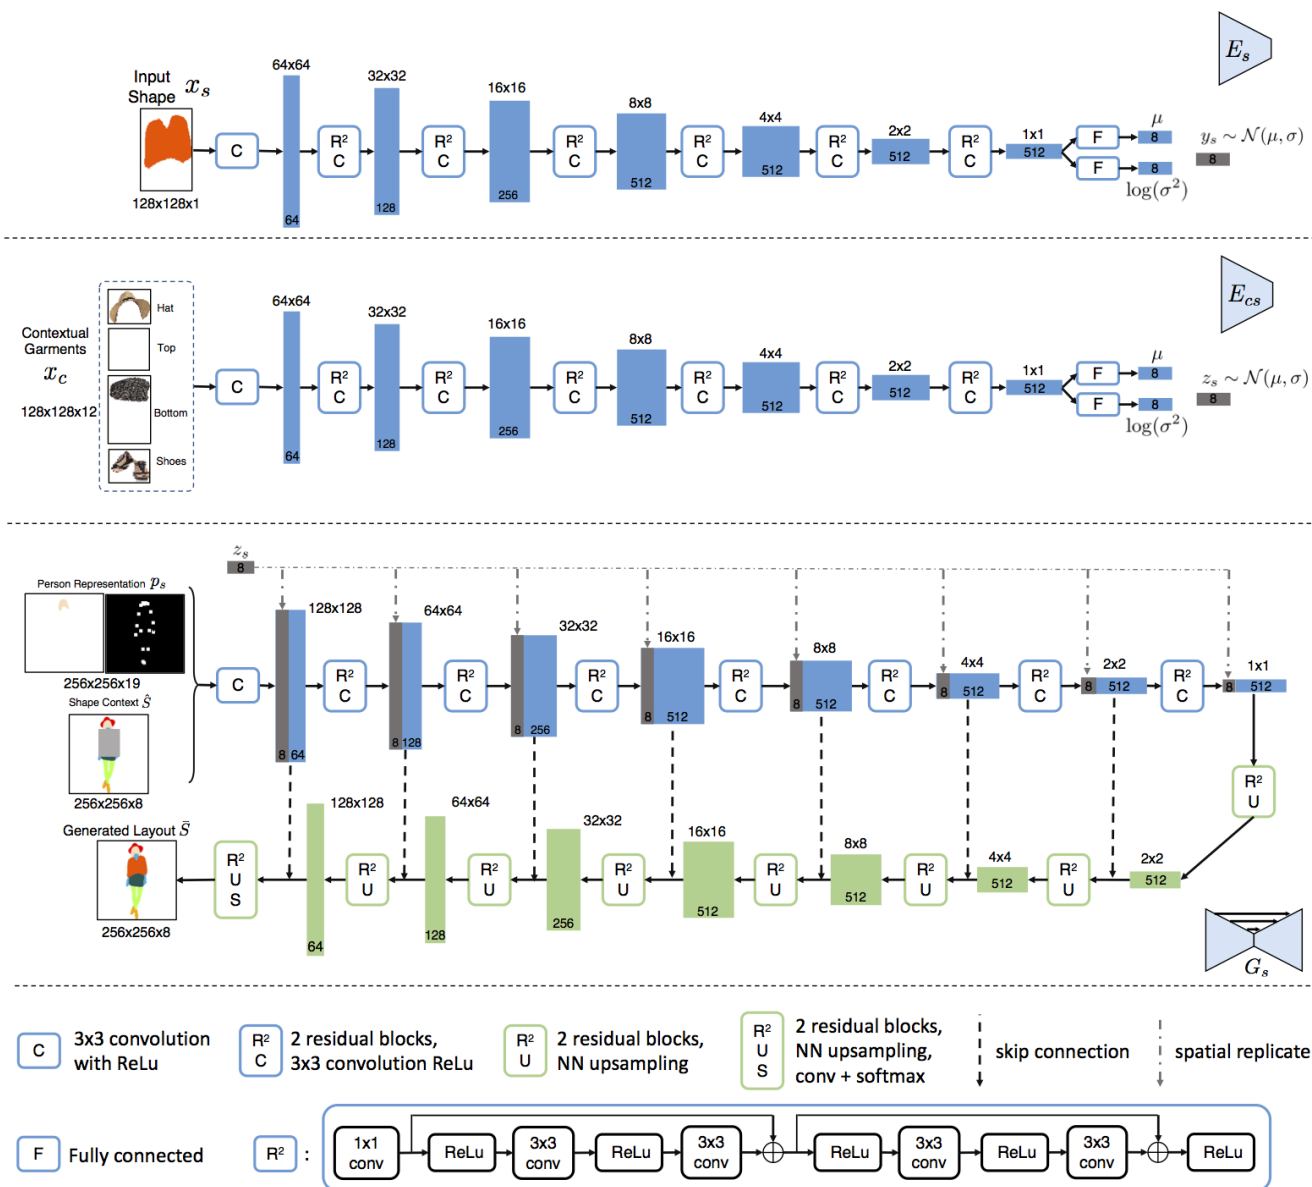 E_s
Input
Shape x_s
128x128x1
C
64x64
64
R² C
32x32
128
R² C
16x16
256
R² C
8x8
512
R² C
4x4
512
R² C
2x2
512
R² C
1x1
512
F
F
μ
8
8
log(σ²)
y_s ∼ N(μ, σ)
8
E_cs
Contextual
Garments
x_c
128x128x12
Hat
Top
Bottom
Shoes
C
64x64
64
R² C
32x32
128
R² C
16x16
256
R² C
8x8
512
R² C
4x4
512
R² C
2x2
512
R² C
1x1
512
F
F
μ
8
8
log(σ²)
z_s ∼ N(μ, σ)
8
z_s
8
Person Representation p_s
256x256x19
Shape Context Ŝ
256x256x8
C
128x128
8 64
R² C
64x64
8 128
R² C
32x32
8 256
R² C
16x16
8 512
R² C
8x8
8 512
R² C
4x4
8 512
R² C
2x2
8 512
R² C
1x1
8 512
R² U
Generated Layout S̄
256x256x8
R² U S
128x128
64
R² U
64x64
128
R² U
32x32
256
R² U
16x16
512
R² U
8x8
512
R² U
4x4
512
R² U
2x2
512
G_s
C
3x3 convolution
with ReLu
R² C
2 residual blocks,
3x3 convolution ReLu
R² U
2 residual blocks,
NN upsampling
R² U S
2 residual blocks,
NN upsampling,
conv + softmax
skip connection
spatial replicate
F
Fully connected
R² :
1x1 conv
ReLu
3x3 conv
ReLu
3x3 conv
ReLu
3x3 conv
ReLu
3x3 conv
ReLu